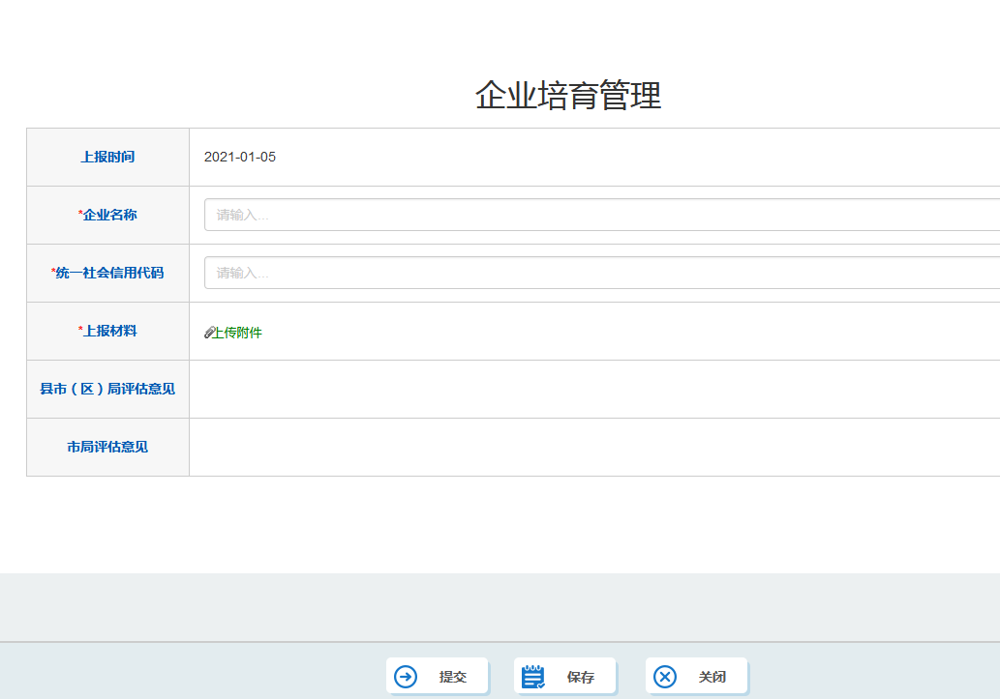 企业培育管理
上报时间 2021-01-05
*企业名称 请输入...
*统一社会信用代码 请输入...
*上报材料 上传附件
县市（区）局评估意见
市局评估意见
提交 保存 关闭